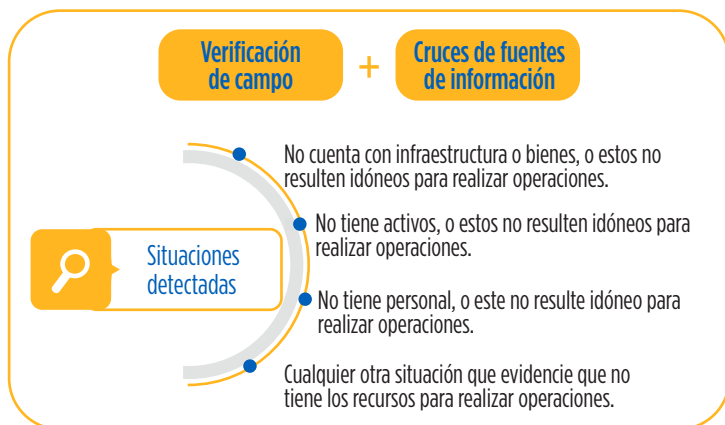 Verificación
de campo
+
Cruces de fuentes
de información
No cuenta con infraestructura o bienes, o estos no
resulten idóneos para realizar operaciones.
No tiene activos, o estos no resulten idóneos para
realizar operaciones.
Situaciones
detectadas
No tiene personal, o este no resulte idóneo para
realizar operaciones.
Cualquier otra situación que evidencie que no
tiene los recursos para realizar operaciones.